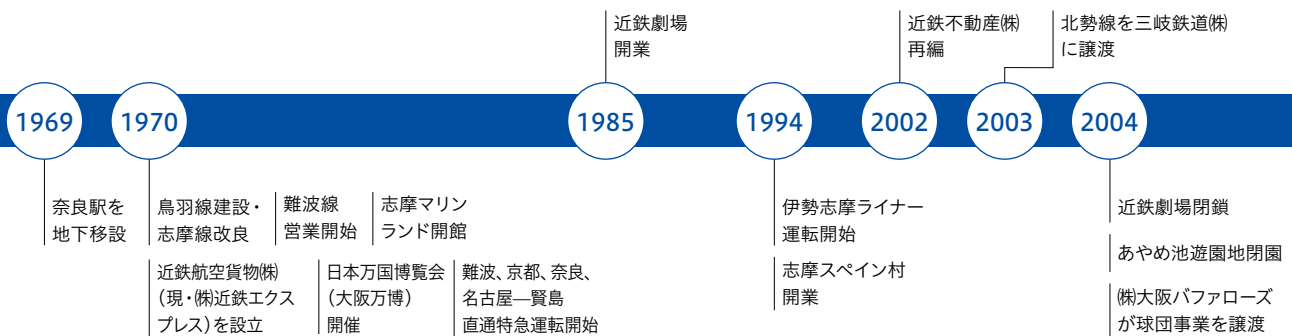 近鉄劇場
開業
近鉄不動産㈱
再編
北勢線を三岐鉄道㈱
に譲渡
1969
1970
1985
1994
2002
2003
2004
奈良駅を
地下移設
鳥羽線建設・
志摩線改良
難波線
営業開始
志摩マリン
ランド開館
近鉄航空貨物㈱
（現・㈱近鉄エクス
プレス）を設立
日本万国博覧会
（大阪万博）
開催
難波、京都、奈良、
名古屋―賢島
直通特急運転開始
伊勢志摩ライナー
運転開始
志摩スペイン村
開業
近鉄劇場閉鎖
あやめ池遊園地閉園
㈱大阪バファローズ
が球団事業を譲渡